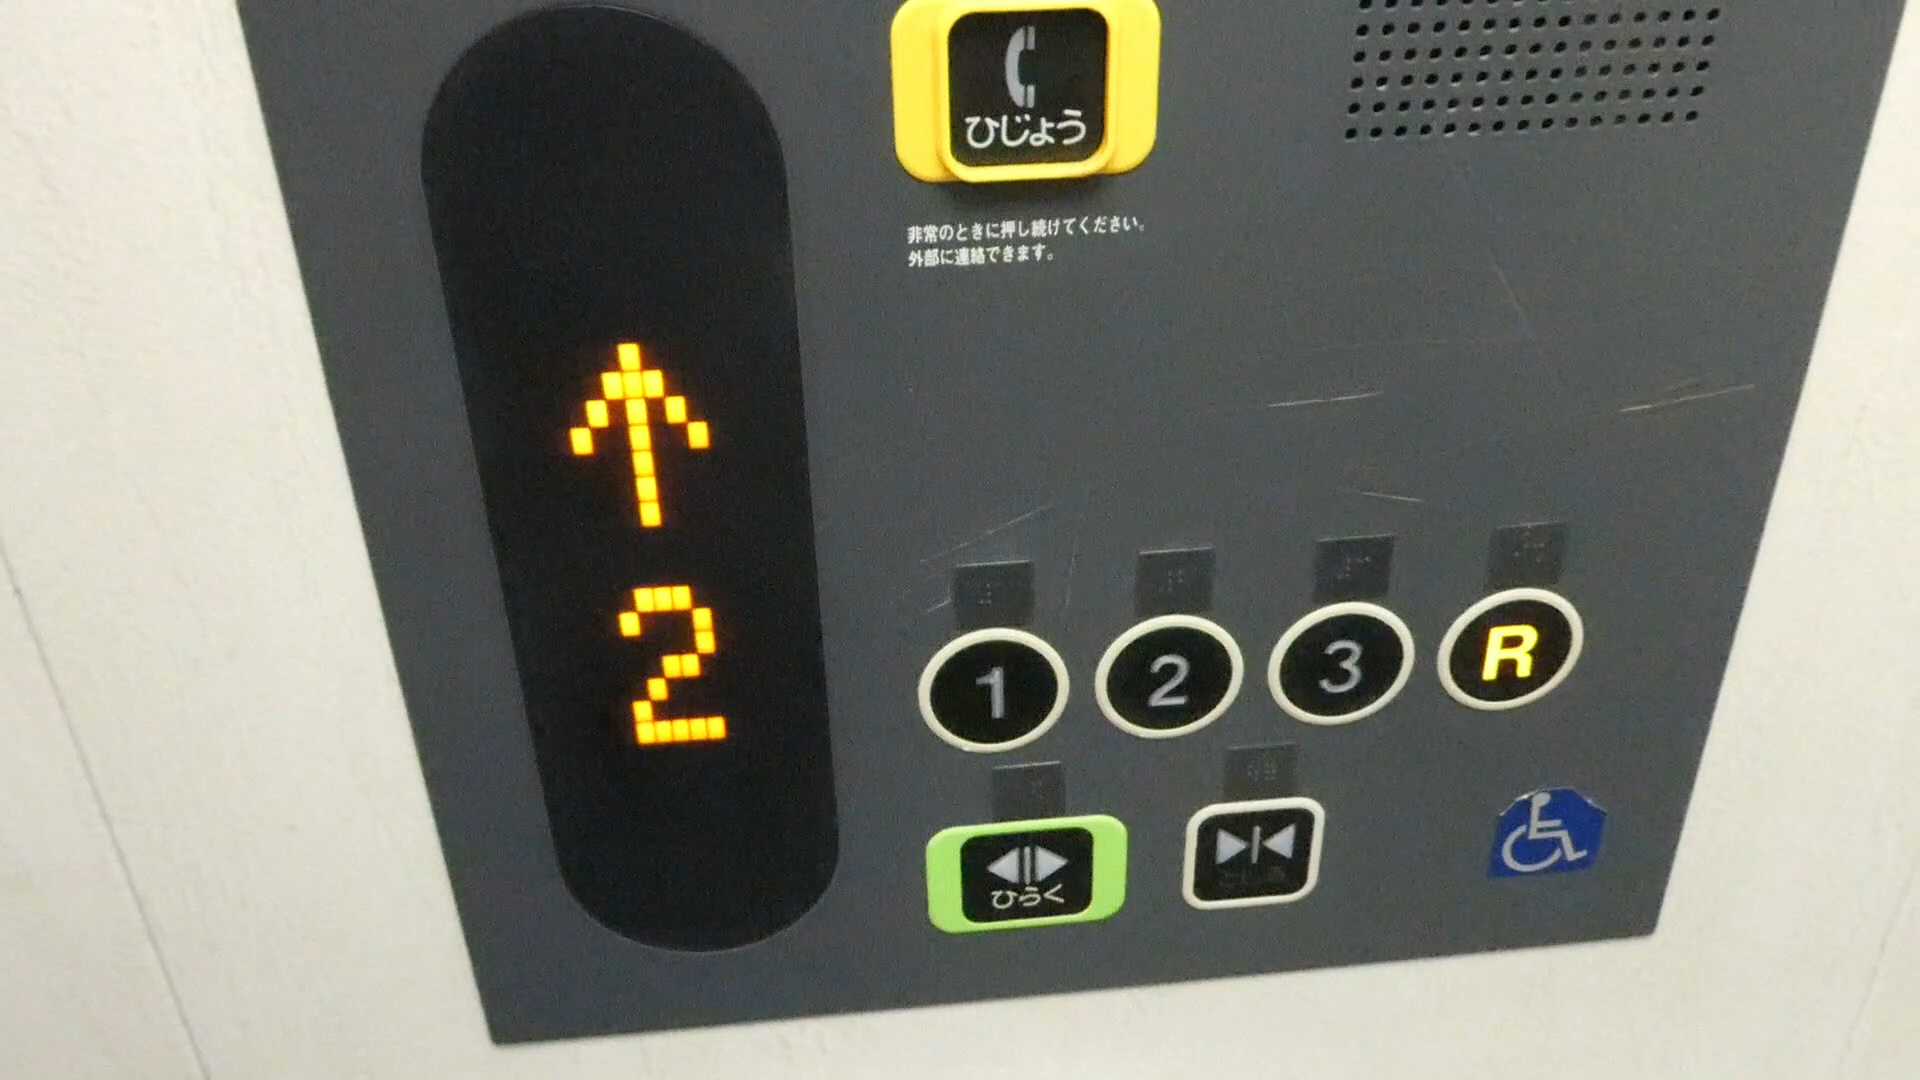 ひじょう
非常のときに押し続けてください。
外部に連絡できます。
2
1 2 3 R
ひらく